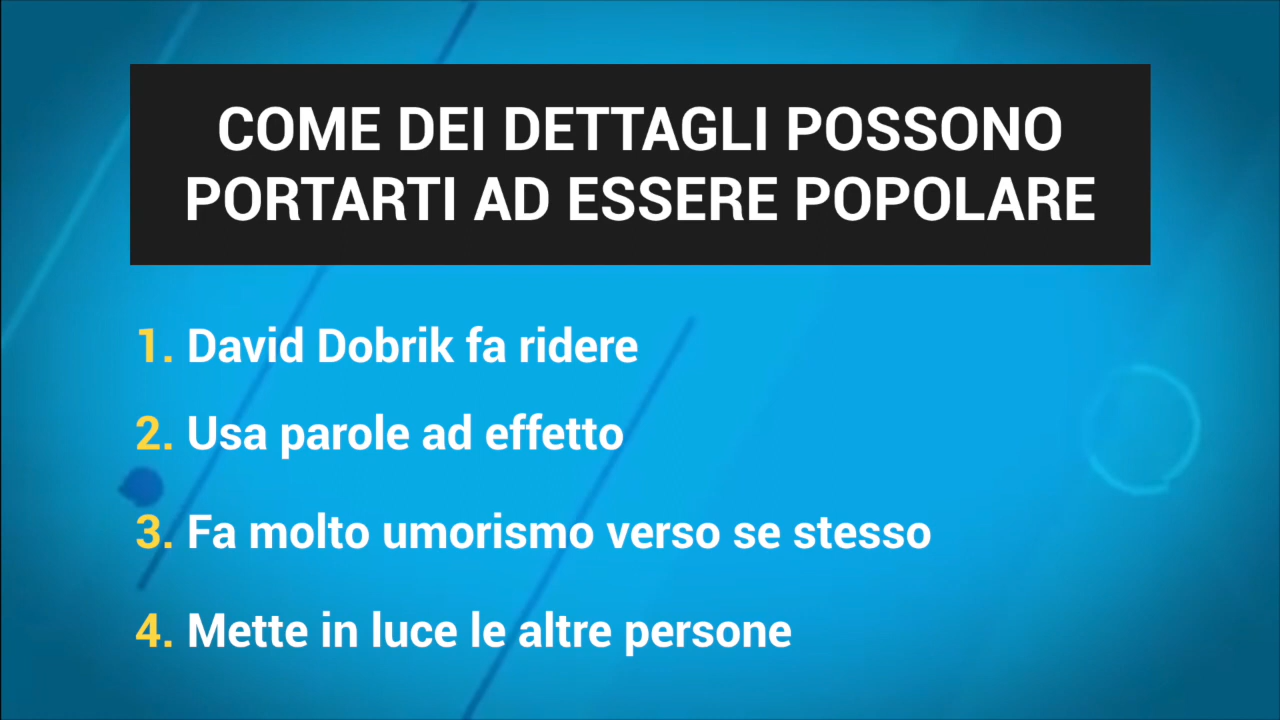 COME DEI DETTAGLI POSSONO
PORTARTI AD ESSERE POPOLARE
1. David Dobrik fa ridere
2. Usa parole ad effetto
3. Fa molto umorismo verso se stesso
4. Mette in luce le altre persone